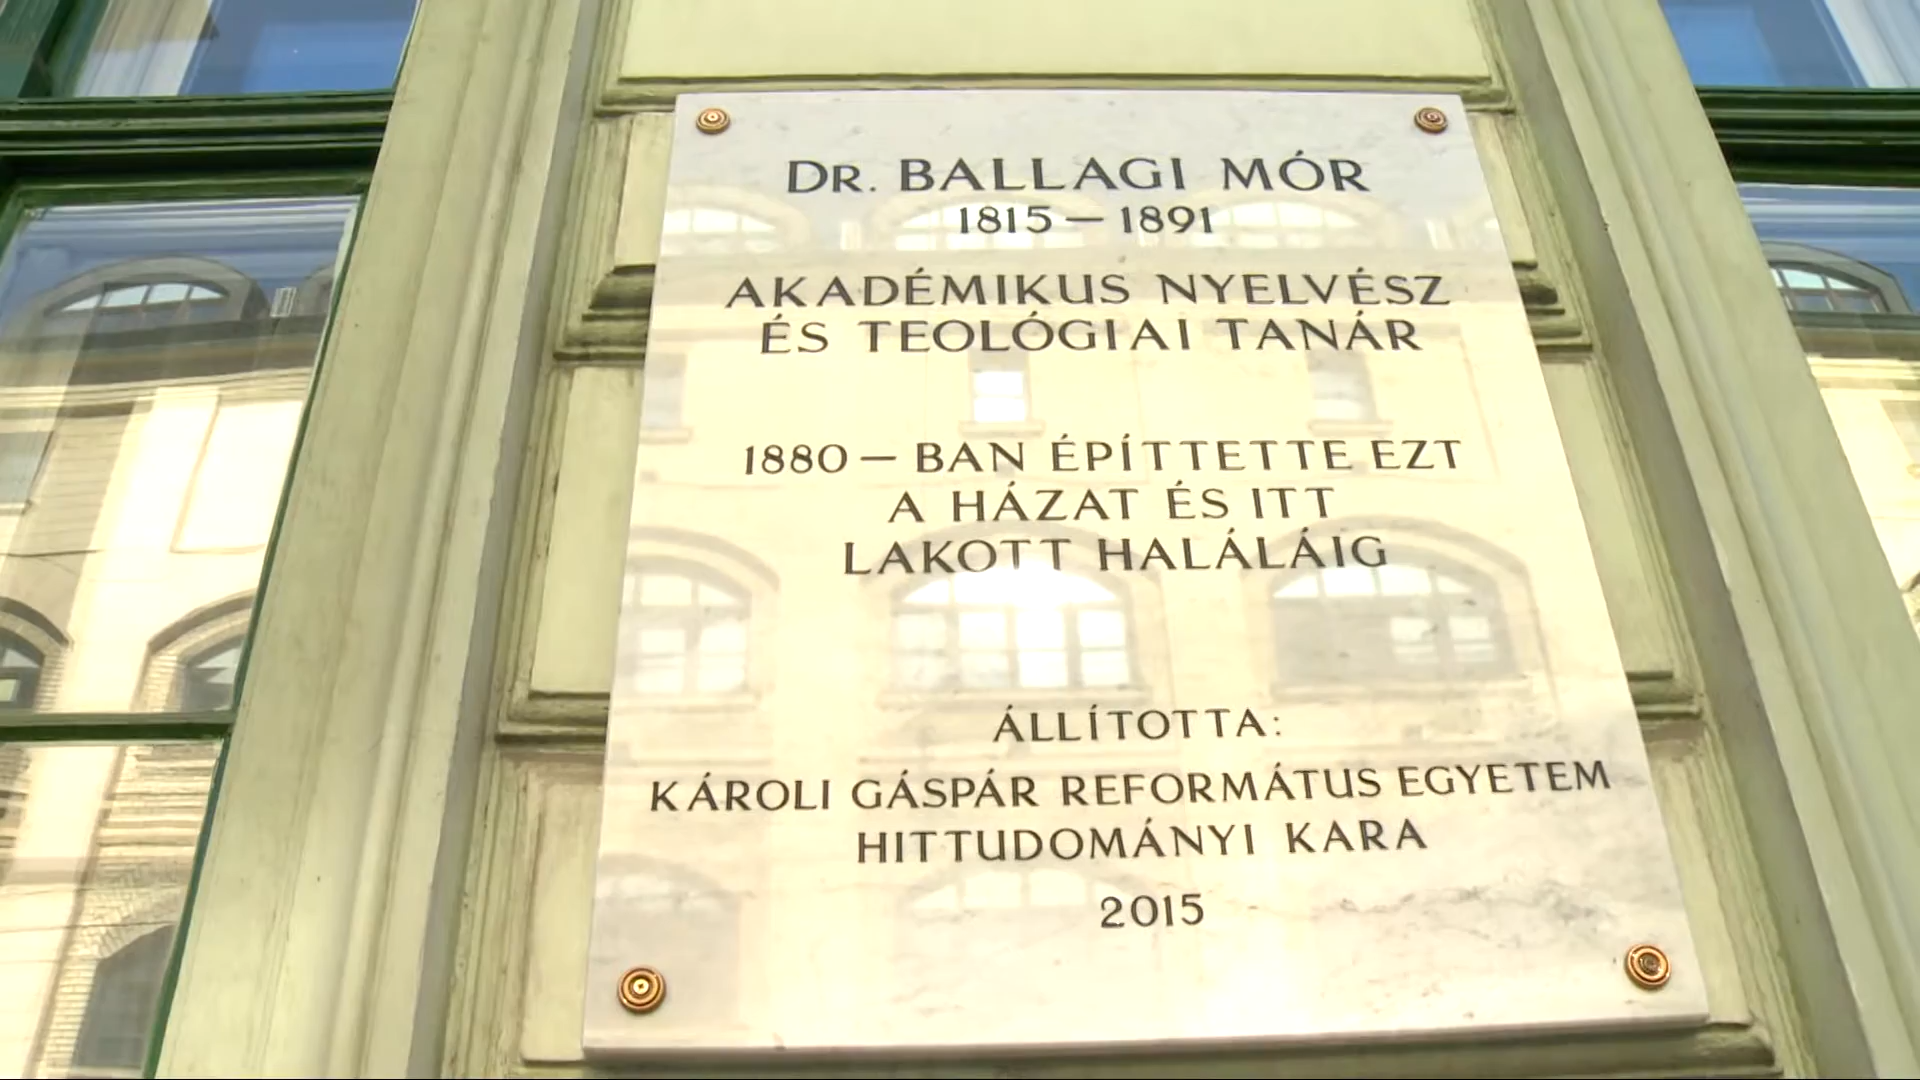 DR. BALLAGI MÓR
1815 – 1891
AKADÉMIKUS NYELVÉSZ
ÉS TEOLÓGIAI TANÁR
1880 – BAN ÉPÍTTETTE EZT
A HÁZAT ÉS ITT
LAKOTT HALÁLÁIG
ÁLLÍTOTTA:
KÁROLI GÁSPÁR REFORMÁTUS EGYETEM
HITTUDOMÁNYI KARA
2015